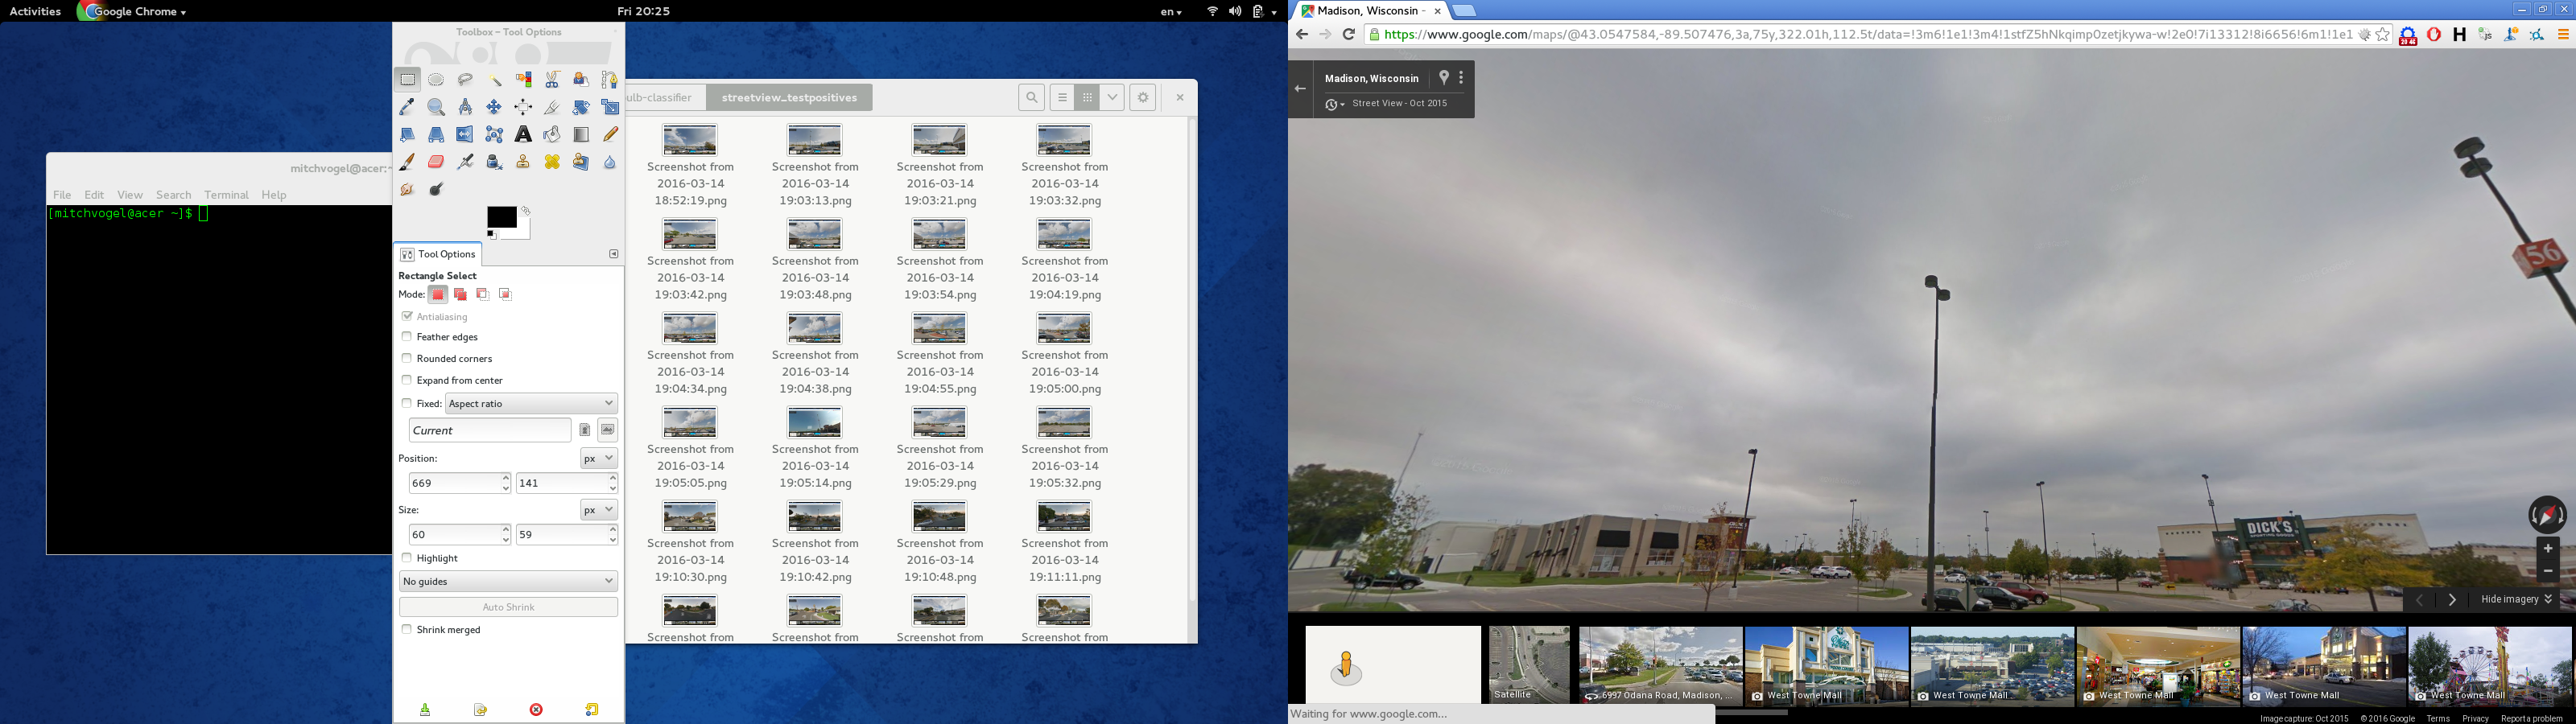 Activities
Google Chrome
Fri 20:25
en
Toolbox – Tool Options
mitchvogel@acer:~
File Edit View Search Terminal Help
[mitchvogel@acer ~]$
Tool Options
Rectangle Select
Mode:
Antialiasing
Feather edges
Rounded corners
Expand from center
Fixed: Aspect ratio
Current
Position: px
669 141
Size: px
60 59
Highlight
No guides
Auto Shrink
Shrink merged
ulb-classifier streetview_testpositives
Screenshot from Screenshot from Screenshot from Screenshot from
2016-03-14 2016-03-14 2016-03-14 2016-03-14
18:52:19.png 19:03:13.png 19:03:21.png 19:03:32.png
Screenshot from Screenshot from Screenshot from Screenshot from
2016-03-14 2016-03-14 2016-03-14 2016-03-14
19:03:42.png 19:03:48.png 19:03:54.png 19:04:19.png
Screenshot from Screenshot from Screenshot from Screenshot from
2016-03-14 2016-03-14 2016-03-14 2016-03-14
19:04:34.png 19:04:38.png 19:04:55.png 19:05:00.png
Screenshot from Screenshot from Screenshot from Screenshot from
2016-03-14 2016-03-14 2016-03-14 2016-03-14
19:05:05.png 19:05:14.png 19:05:29.png 19:05:32.png
Screenshot from Screenshot from Screenshot from Screenshot from
2016-03-14 2016-03-14 2016-03-14 2016-03-14
19:10:30.png 19:10:42.png 19:10:48.png 19:11:11.png
Screenshot from Screenshot from Screenshot from Screenshot from
Madison, Wisconsin -
https://www.google.com/maps/@43.0547584,-89.507476,3a,75y,322.01h,112.5t/data=!3m6!1e1!3m4!1stfZ5hNkqimp0zetjkywa-w!2e0!7i13312!8i6656!6m1!1e1
Madison, Wisconsin
Street View - Oct 2015
56
DICK'S
Hide imagery
Satellite
6997 Odana Road, Madison, ...
West Towne Mall
West Towne Mall
West Towne Mall
West Towne Mall
West Towne Mall
Waiting for www.google.com...
Image capture: Oct 2015 © 2016 Google Terms Privacy Report a problem